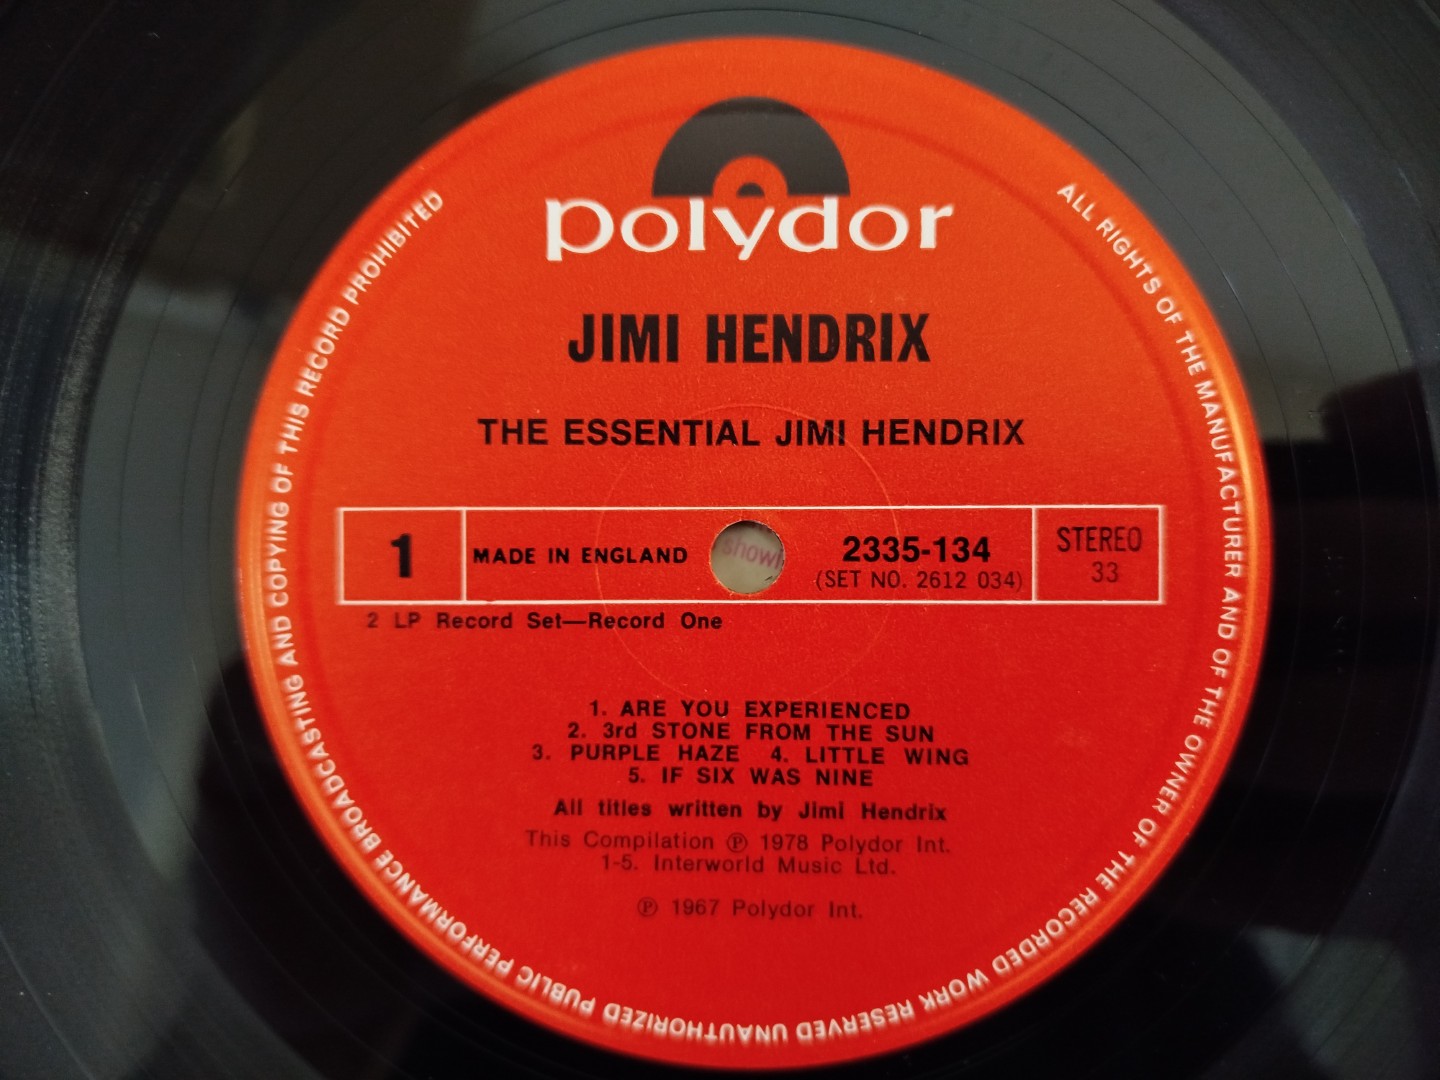 polydor
JIMI HENDRIX
THE ESSENTIAL JIMI HENDRIX
1
MADE IN ENGLAND
showi
2335-134
(SET NO. 2612 034)
STEREO
33
2 LP Record Set—Record One
1. ARE YOU EXPERIENCED
2. 3rd STONE FROM THE SUN
3. PURPLE HAZE 4. LITTLE WING
5. IF SIX WAS NINE
All titles written by Jimi Hendrix
This Compilation ℗ 1978 Polydor Int.
1-5. Interworld Music Ltd.
℗ 1967 Polydor Int.
ALL RIGHTS OF THE MANUFACTURER AND OF THE OWNER OF THE RECORDED WORK RESERVED UNAUTHORIZED PUBLIC PERFORMANCE BROADCASTING AND COPYING OF THIS RECORD PROHIBITED